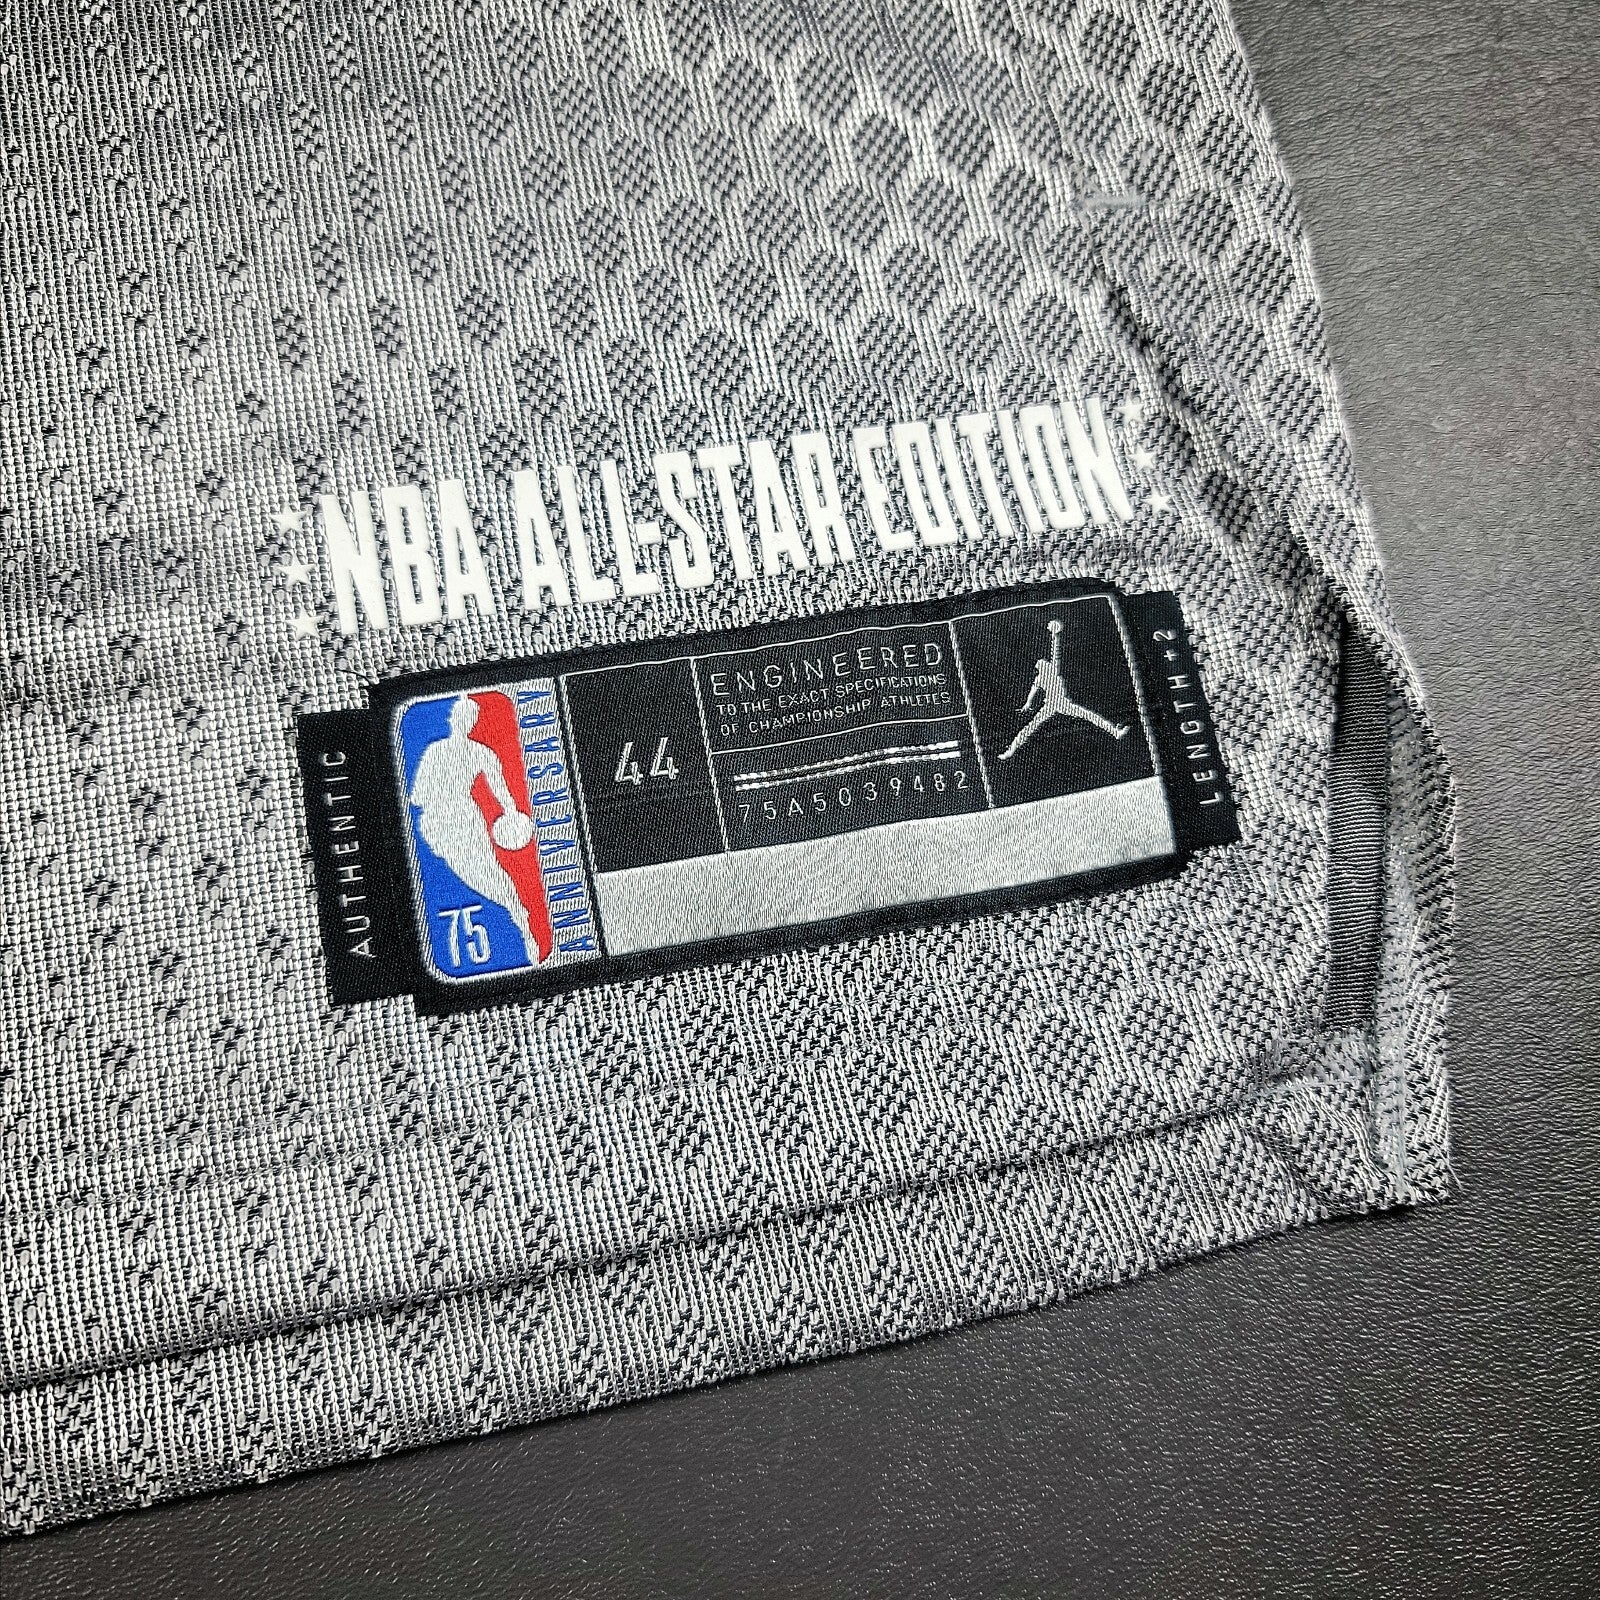 NBA ALL-STAR EDITION
AUTHENTIC
75
ANNIVERSARY
44
ENGINEERED
TO THE EXACT SPECIFICATIONS
OF CHAMPIONSHIP ATHLETES
75A5039482
LENGTH +2